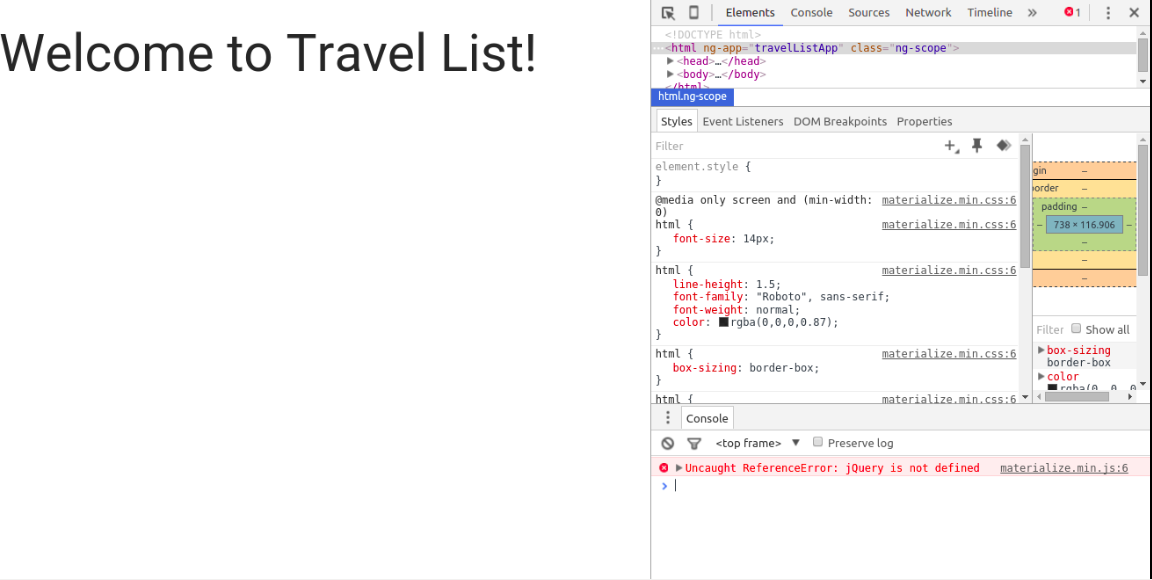 Welcome to Travel List!
Elements Console Sources Network Timeline » 1
<!DOCTYPE html>
…<html ng-app="travelListApp" class="ng-scope">
<head>…</head>
<body>…</body>
</html>
html.ng-scope
Styles Event Listeners DOM Breakpoints Properties
Filter
element.style {
}
@media only screen and (min-width: materialize.min.css:6
0)
html { materialize.min.css:6
font-size: 14px;
}
html { materialize.min.css:6
line-height: 1.5;
font-family: "Roboto", sans-serif;
font-weight: normal;
color: rgba(0,0,0,0.87);
}
html { materialize.min.css:6
box-sizing: border-box;
}
html { materialize.min.css:6
gin –
order –
padding –
– 738 × 116.906 –
–
–
–
Filter Show all
box-sizing
border-box
color
rgba(0, 0, 0
Console
<top frame> ▼ Preserve log
Uncaught ReferenceError: jQuery is not defined materialize.min.js:6
>